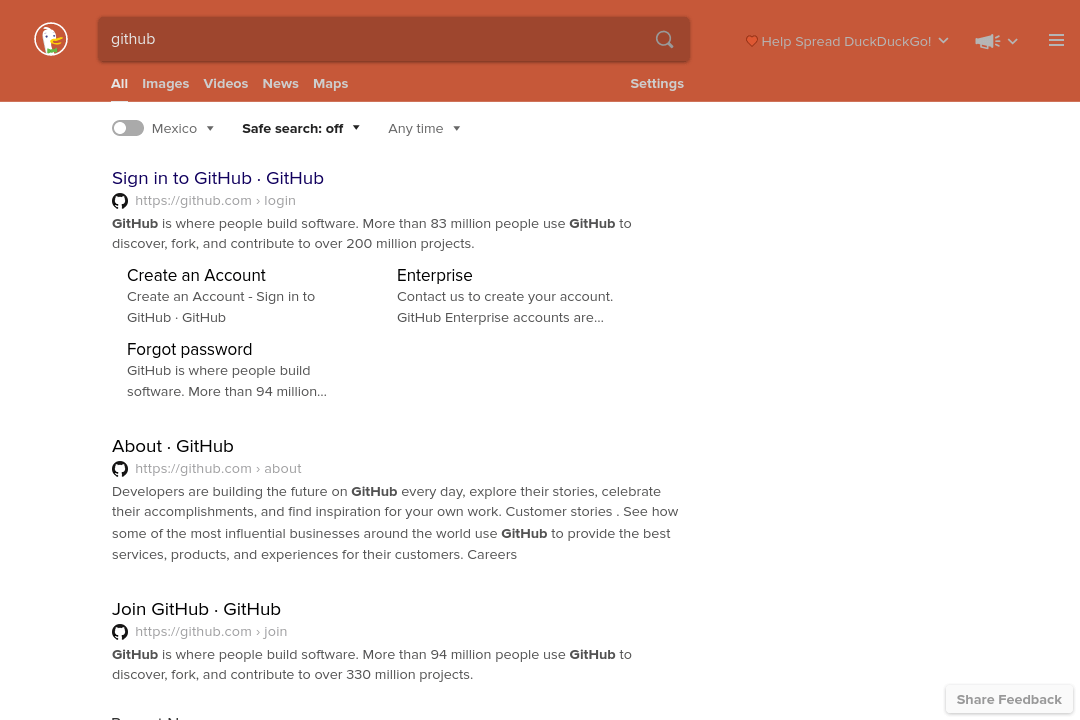 github
Help Spread DuckDuckGo!
All Images Videos News Maps Settings
Mexico Safe search: off Any time
Sign in to GitHub · GitHub
https://github.com › login
GitHub is where people build software. More than 83 million people use GitHub to
discover, fork, and contribute to over 200 million projects.
Create an Account
Create an Account - Sign in to
GitHub · GitHub
Enterprise
Contact us to create your account.
GitHub Enterprise accounts are...
Forgot password
GitHub is where people build
software. More than 94 million...
About · GitHub
https://github.com › about
Developers are building the future on GitHub every day, explore their stories, celebrate
their accomplishments, and find inspiration for your own work. Customer stories . See how
some of the most influential businesses around the world use GitHub to provide the best
services, products, and experiences for their customers. Careers
Join GitHub · GitHub
https://github.com › join
GitHub is where people build software. More than 94 million people use GitHub to
discover, fork, and contribute to over 330 million projects.
Share Feedback